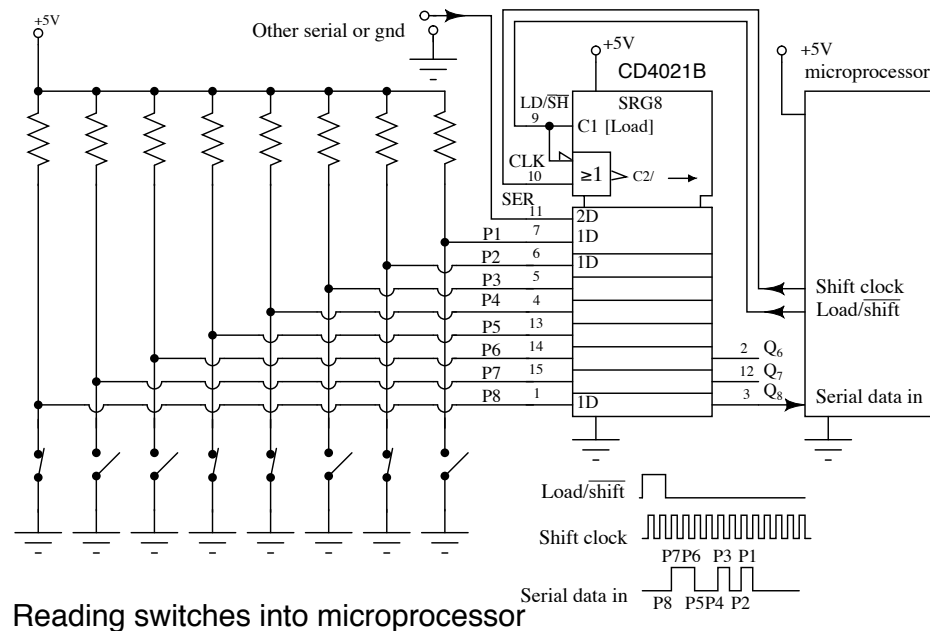 +5V
Other serial or gnd
+5V
+5V
CD4021B
microprocessor
LD/SH
9
SRG8
C1 [Load]
CLK
10
≥1
C2/
SER
11
2D
P1
7
1D
P2
6
1D
P3
5
P4
4
P5
13
P6
14
P7
15
P8
1
1D
Shift clock
Load/shift
2
Q6
12
Q7
3
Q8
Serial data in
Load/shift
Shift clock
P7P6 P3 P1
Serial data in
P8 P5P4 P2
Reading switches into microprocessor